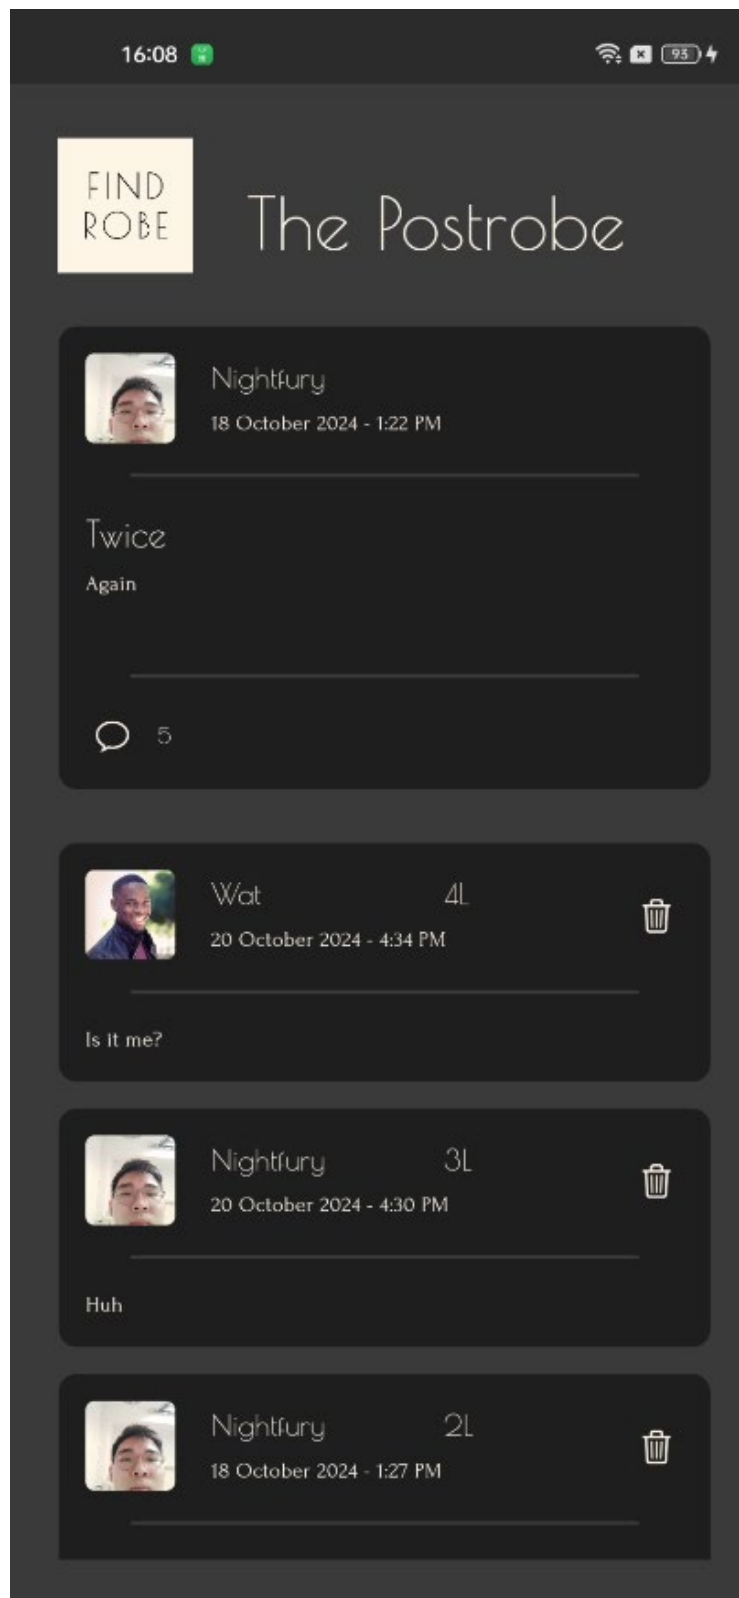 16:08
93
FIND
ROBE
The Postrobe
Nightfury
18 October 2024 - 1:22 PM
Twice
Again
5
Wat 4L
20 October 2024 - 4:34 PM
Is it me?
Nightfury 3L
20 October 2024 - 4:30 PM
Huh
Nightfury 2L
18 October 2024 - 1:27 PM